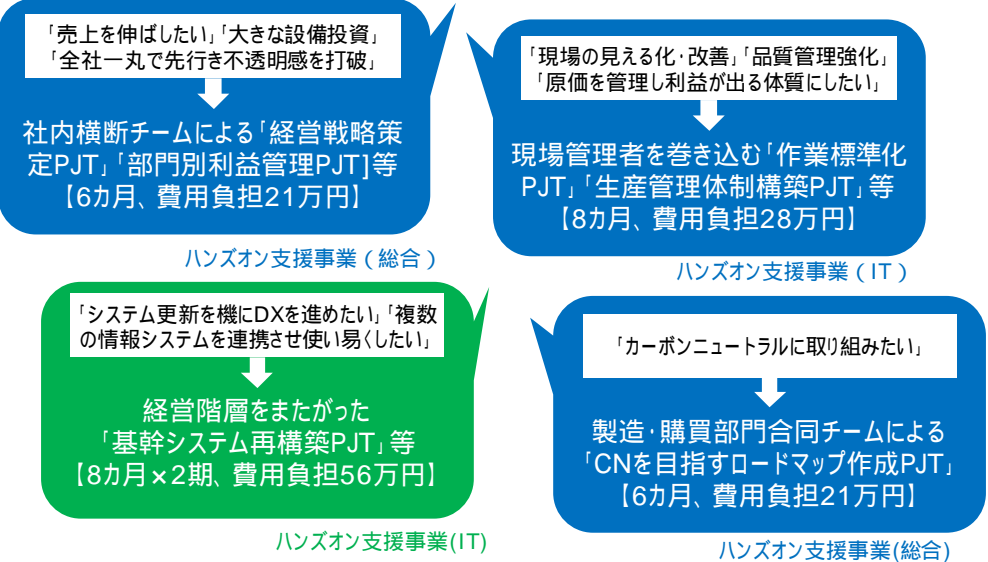 「売上を伸ばしたい」「大きな設備投資」
「全社一丸で先行き不透明感を打破」
社内横断チームによる「経営戦略策
定PJT」「部門別利益管理PJT]等
【6カ月、費用負担21万円】
ハンズオン支援事業（総合）
「現場の見える化・改善」「品質管理強化」
「原価を管理し利益が出る体質にしたい」
現場管理者を巻き込む「作業標準化
PJT」「生産管理体制構築PJT」等
【8カ月、費用負担28万円】
ハンズオン支援事業（IT）
「システム更新を機にDXを進めたい」「複数
の情報システムを連携させ使い易くしたい」
経営階層をまたがった
「基幹システム再構築PJT」等
【8カ月×2期、費用負担56万円】
ハンズオン支援事業(IT)
「カーボンニュートラルに取り組みたい」
製造・購買部門合同チームによる
「CNを目指すロードマップ作成PJT」
【6カ月、費用負担21万円】
ハンズオン支援事業(総合)